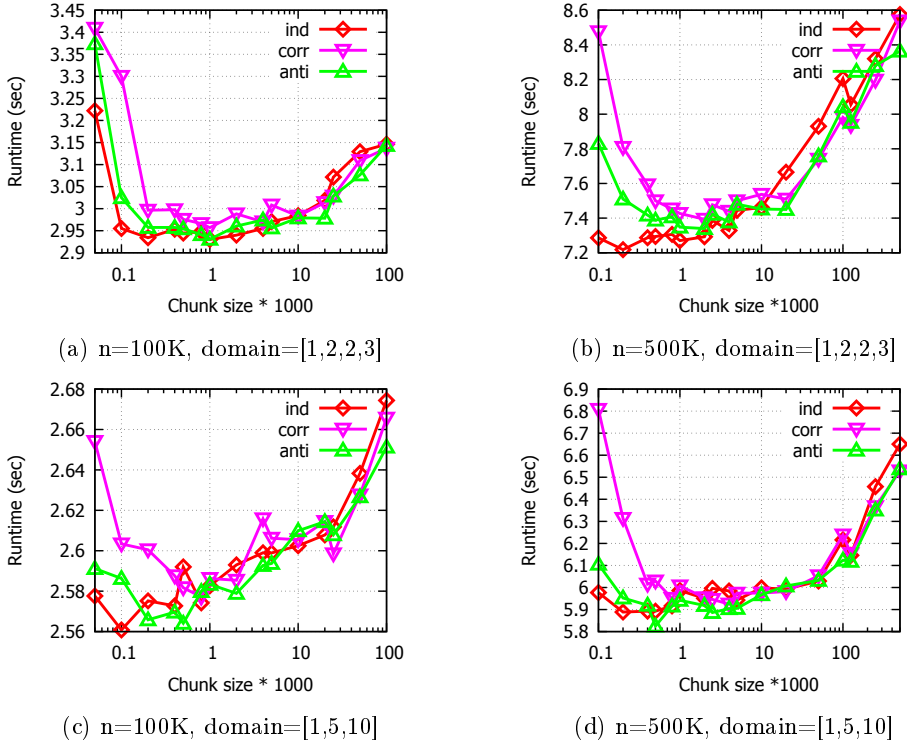 3.45
3.4
3.35
3.3
3.25
3.2
3.15
3.1
3.05
3
2.95
2.9
Runtime (sec)
ind
corr
anti
0.1 1 10 100
Chunk size * 1000
(a) n=100K, domain=[1,2,2,3]
8.6
8.4
8.2
8
7.8
7.6
7.4
7.2
Runtime (sec)
ind
corr
anti
0.1 1 10 100
Chunk size * 1000
(b) n=500K, domain=[1,2,2,3]
2.68
2.66
2.64
2.62
2.6
2.58
2.56
Runtime (sec)
ind
corr
anti
0.1 1 10 100
Chunk size * 1000
(c) n=100K, domain=[1,5,10]
6.9
6.8
6.7
6.6
6.5
6.4
6.3
6.2
6.1
6
5.9
5.8
Runtime (sec)
ind
corr
anti
0.1 1 10 100
Chunk size *1000
(d) n=500K, domain=[1,5,10]